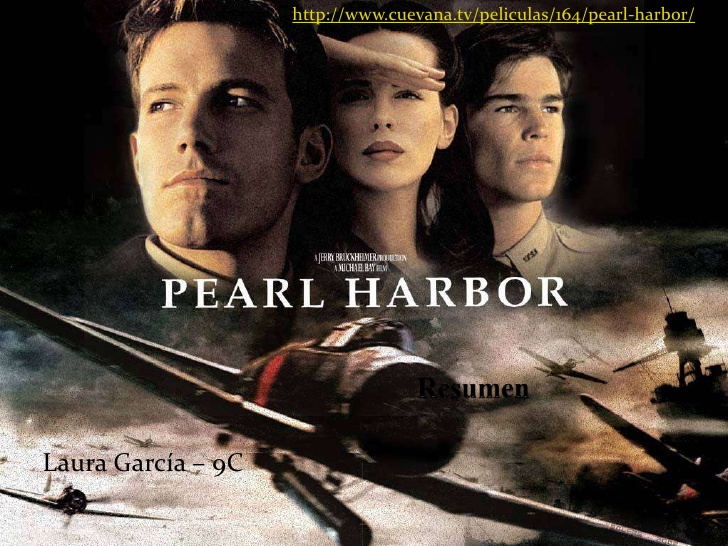 http://www.cuevana.tv/peliculas/164/pearl-harbor/
A JERRY BRUCKHEIMER PRODUCTION
A MICHAEL BAY FILM
PEARL HARBOR
Resumen
Laura García – 9C